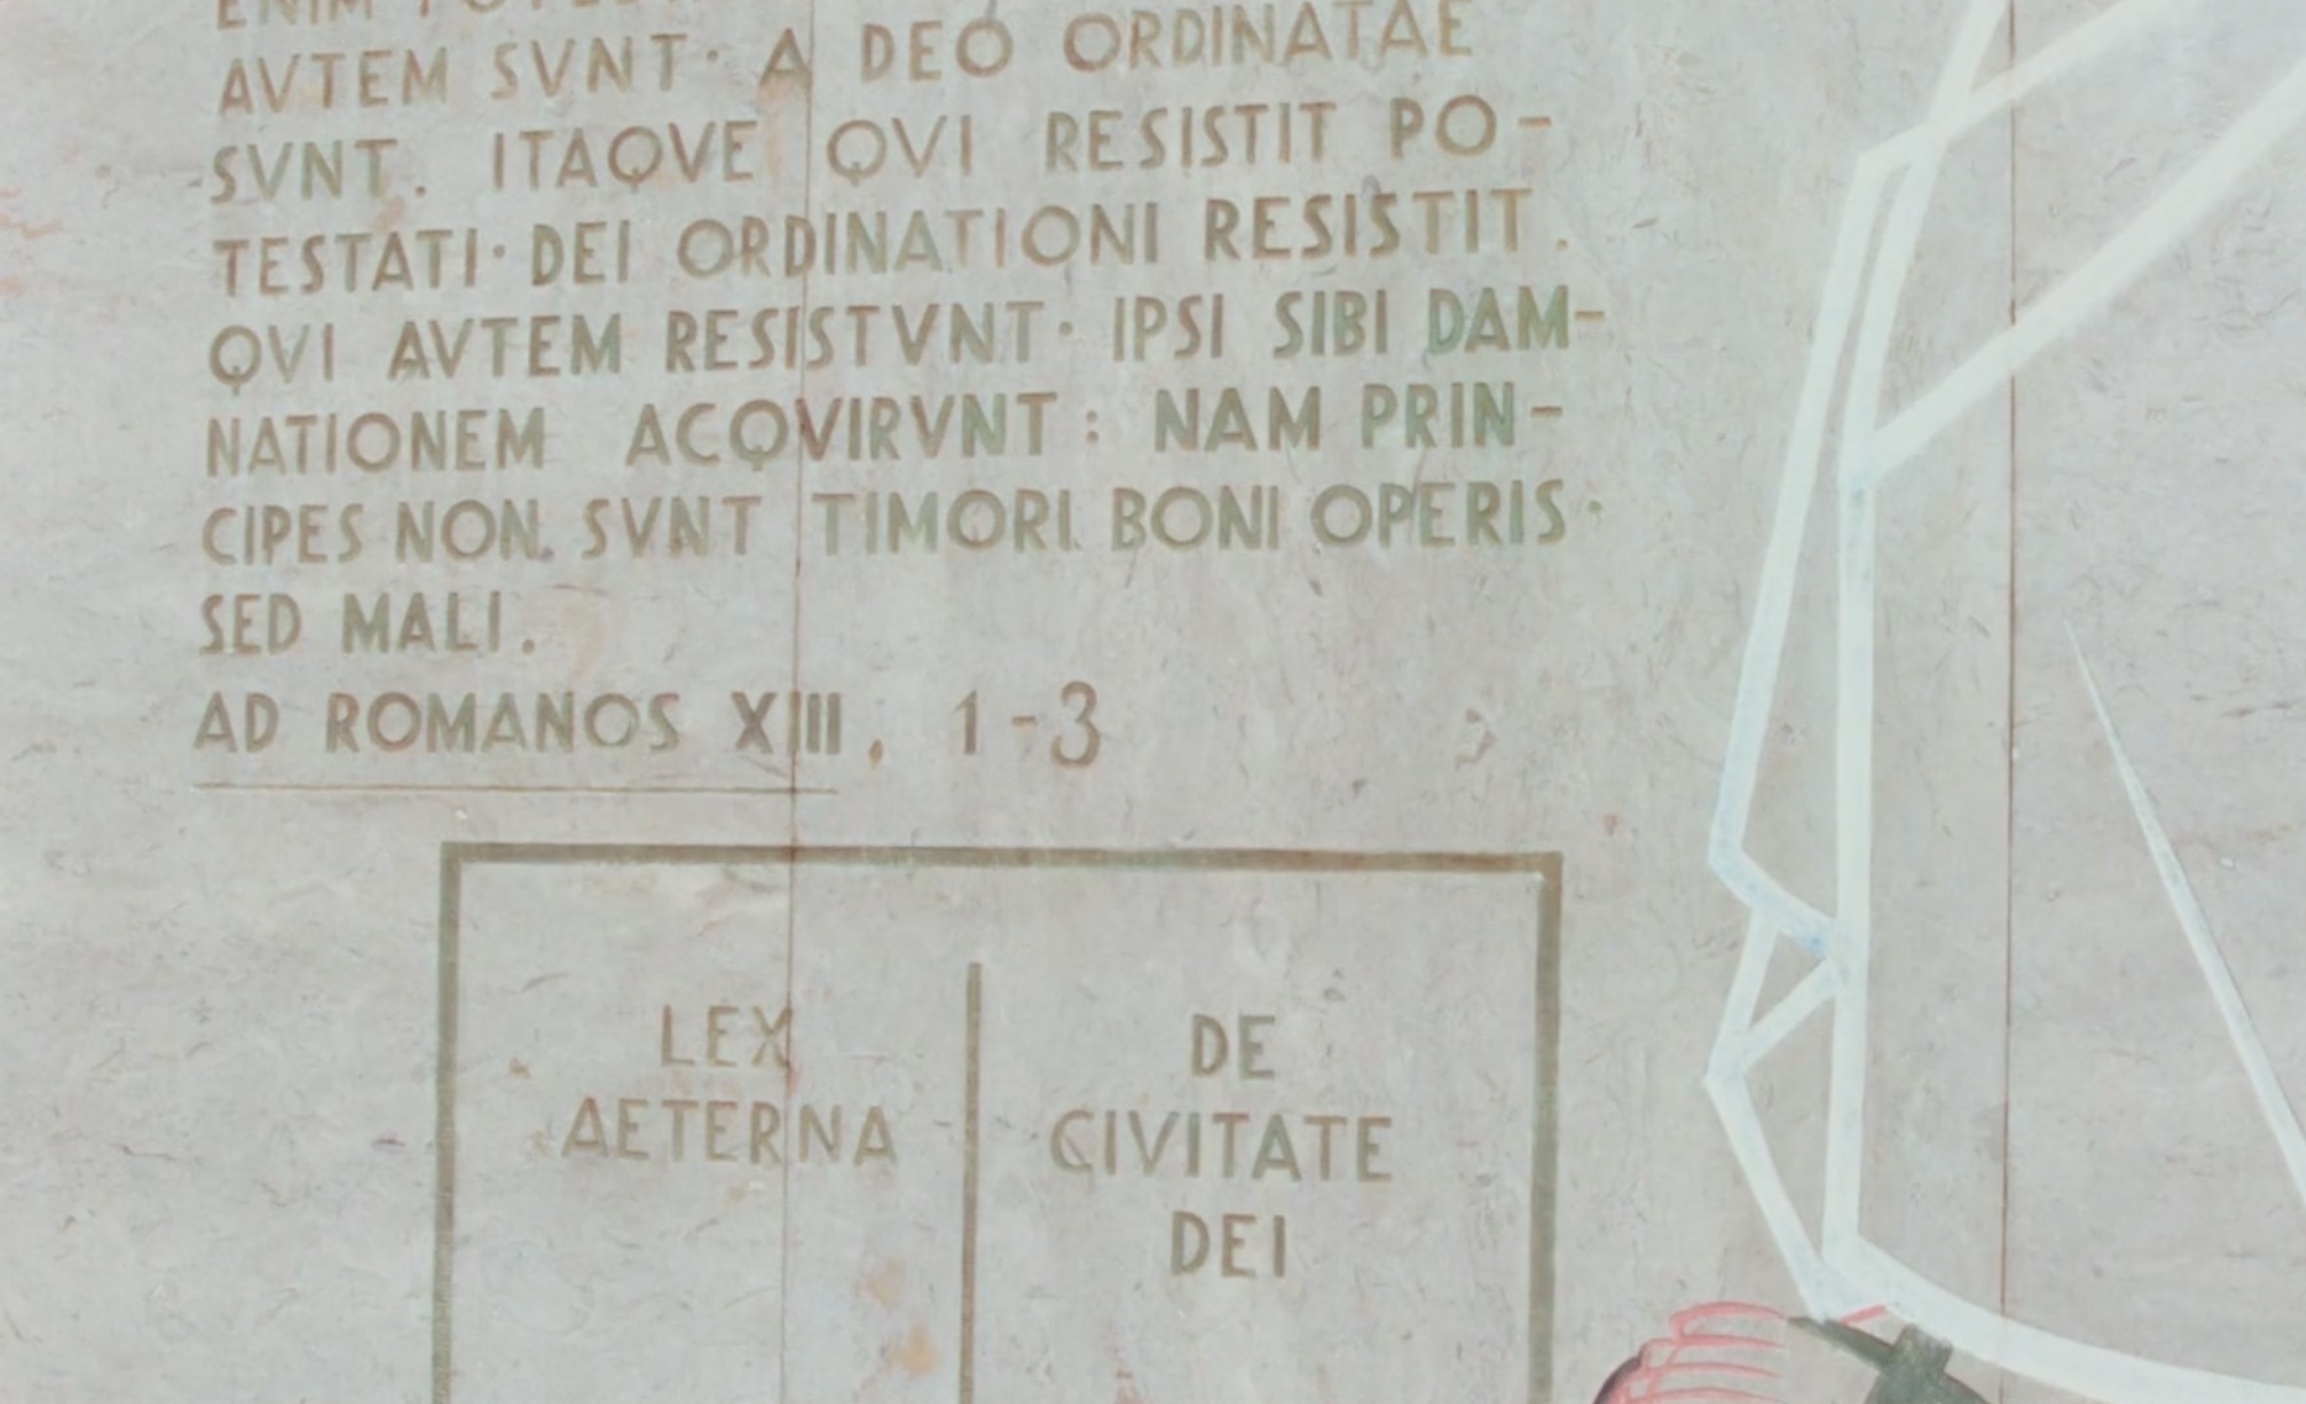 ENIM
AVTEM SVNT· A DEO ORDINATAE
SVNT. ITAQVE QVI RESISTIT PO-
TESTATI· DEI ORDINATIONI RESISTIT.
QVI AVTEM RESISTVNT· IPSI SIBI DAM-
NATIONEM ACQVIRVNT: NAM PRIN-
CIPES NON. SVNT TIMORI BONI OPERIS·
SED MALI.
AD ROMANOS XIII, 1-3
LEX
AETERNA
DE
CIVITATE
DEI